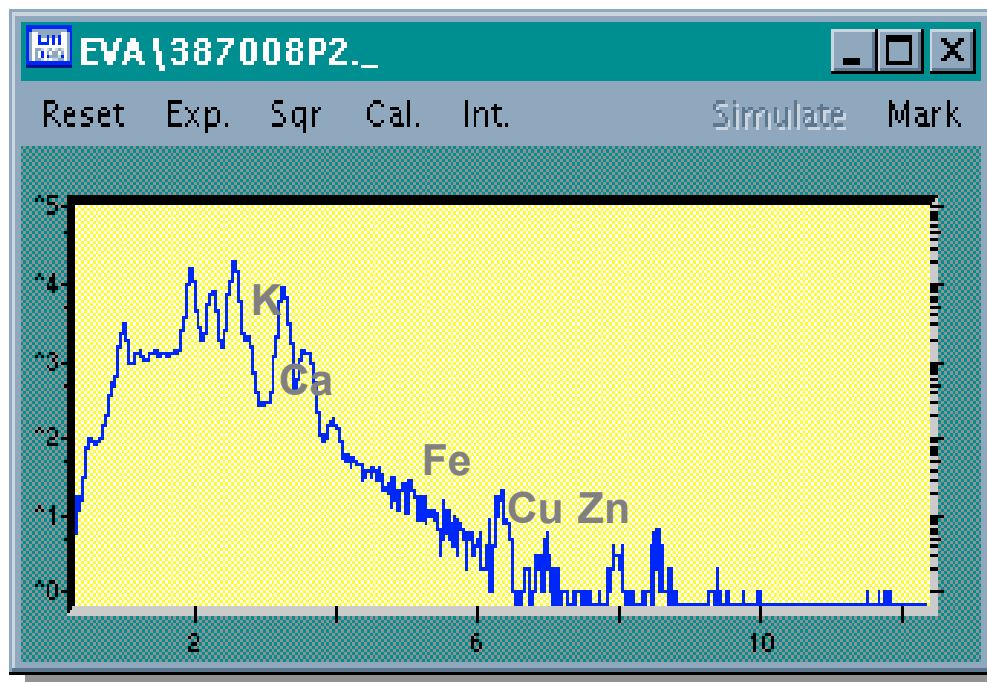 EVA\387008P2._
Reset Exp. Sqr Cal. Int. Simulate Mark
^5
^4
K
^3
Ca
^2
Fe
^1
Cu Zn
^0
2 6 10